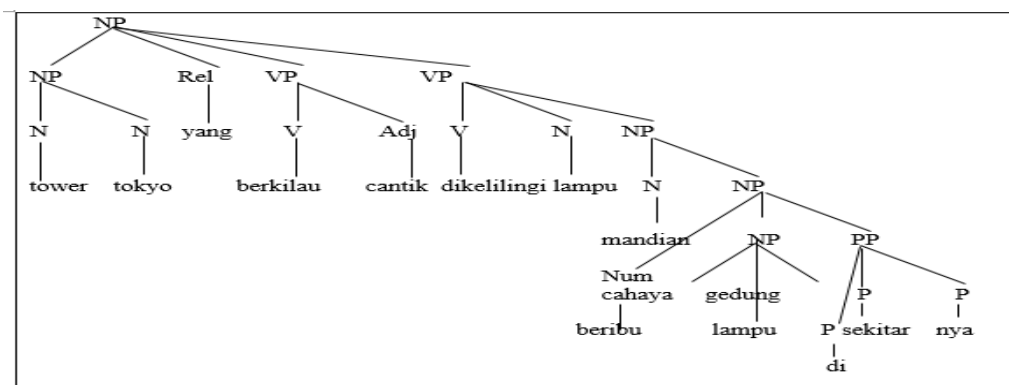 NP
NP Rel VP VP
N N yang V Adj V N NP
tower tokyo berkilau cantik dikelilingi lampu N NP
mandian NP PP
Num
cahaya gedung P P
beribu lampu P sekitar nya
di